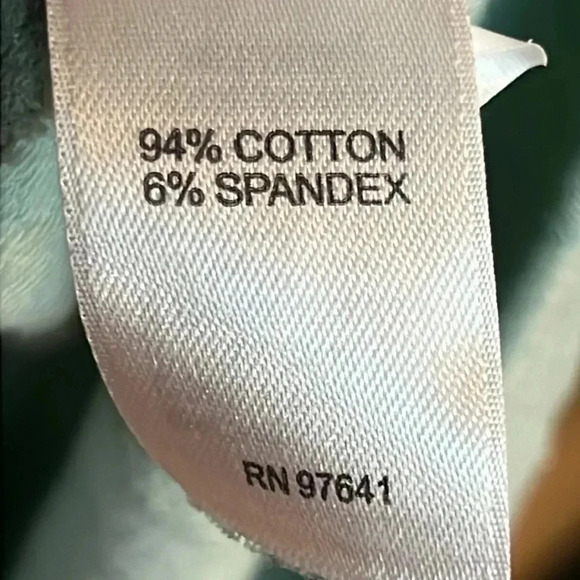 94% COTTON
6% SPANDEX
RN 97641